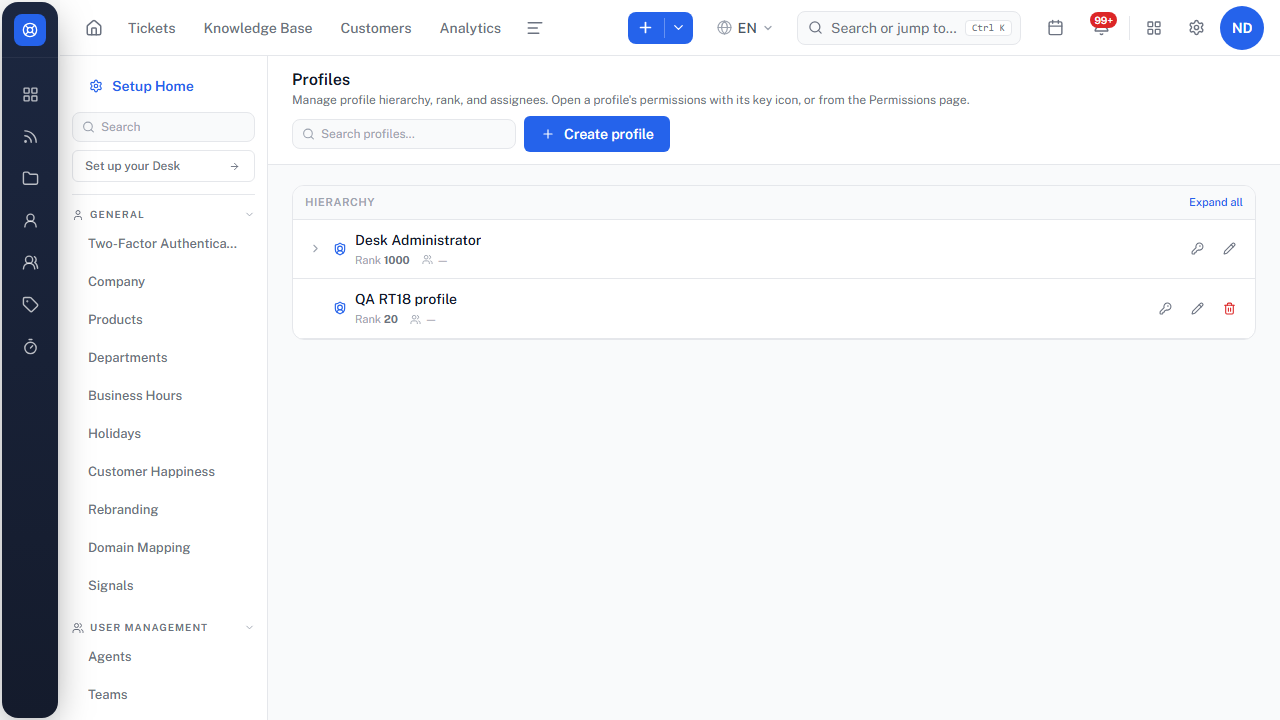 Tickets
Knowledge Base
Customers
Analytics
EN
Search or jump to...
Ctrl K
99+
ND
Setup Home
Search
Set up your Desk
GENERAL
Two-Factor Authentica...
Company
Products
Departments
Business Hours
Holidays
Customer Happiness
Rebranding
Domain Mapping
Signals
USER MANAGEMENT
Agents
Teams
Profiles
Manage profile hierarchy, rank, and assignees. Open a profile's permissions with its key icon, or from the Permissions page.
Search profiles...
Create profile
HIERARCHY
Expand all
Desk Administrator
Rank 1000 —
QA RT18 profile
Rank 20 —